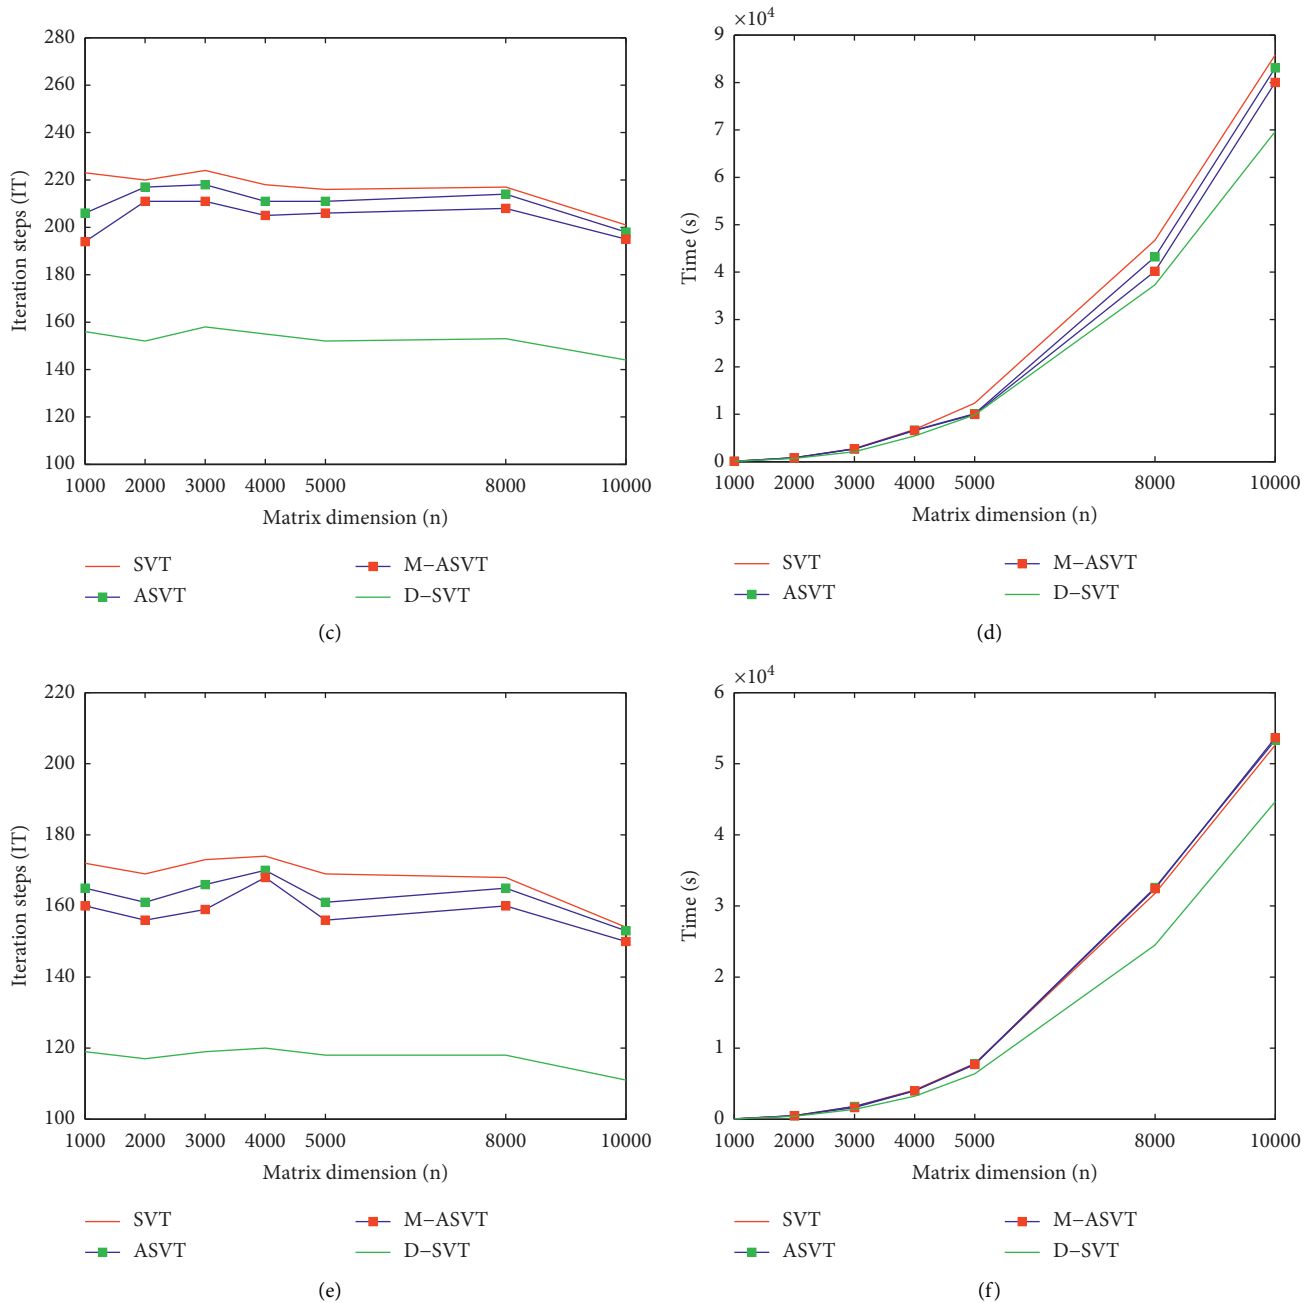 280
260
240
220
200
180
160
140
120
100
Iteration steps (IT)
1000 2000 3000 4000 5000 8000 10000
Matrix dimension (n)
SVT
ASVT
M−ASVT
D−SVT
(c)
×10⁴
9
8
7
6
5
4
3
2
1
0
Time (s)
1000 2000 3000 4000 5000 8000 10000
Matrix dimension (n)
SVT
ASVT
M−ASVT
D−SVT
(d)
220
200
180
160
140
120
100
Iteration steps (IT)
1000 2000 3000 4000 5000 8000 10000
Matrix dimension (n)
SVT
ASVT
M−ASVT
D−SVT
(e)
×10⁴
6
5
4
3
2
1
0
Time (s)
1000 2000 3000 4000 5000 8000 10000
Matrix dimension (n)
SVT
ASVT
M−ASVT
D−SVT
(f)